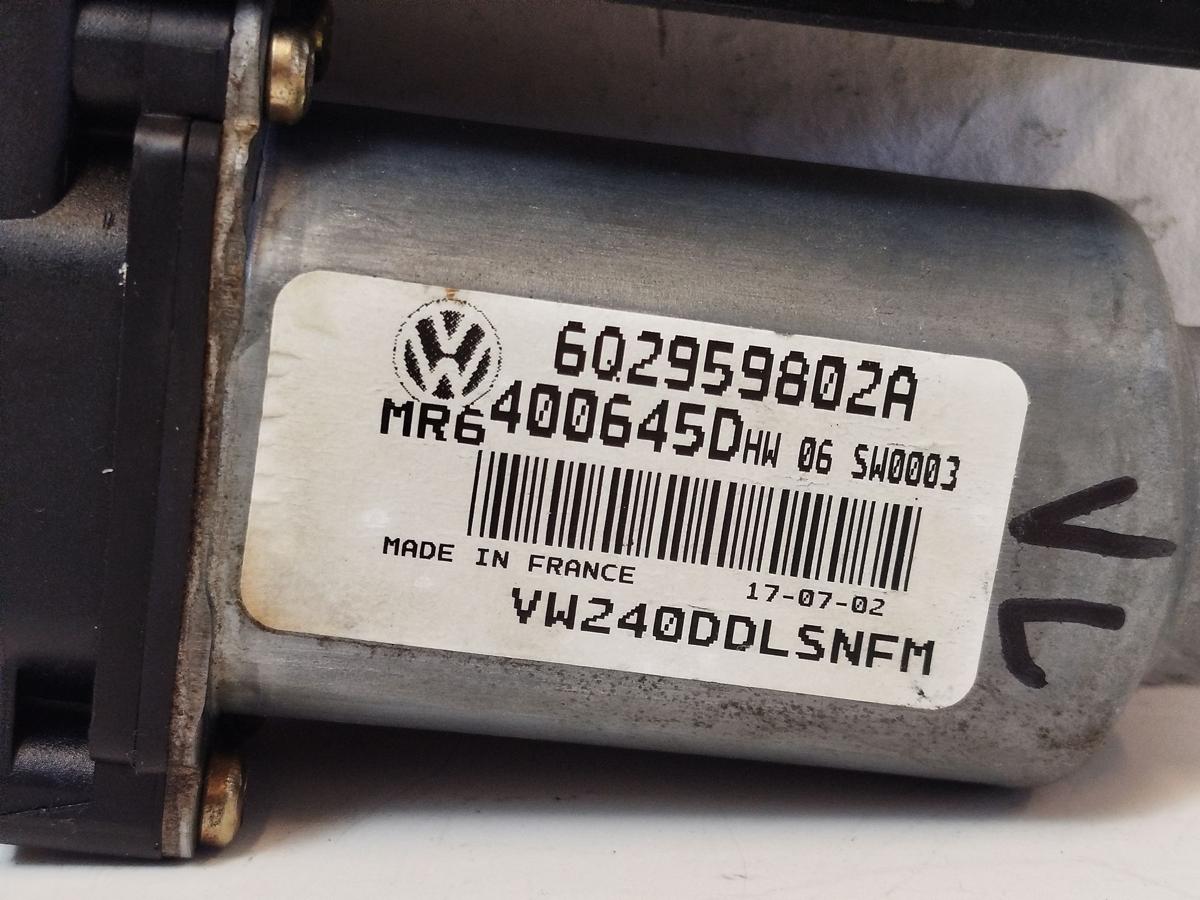 6Q2959802A
MR6400645D HW 06 SW0003
MADE IN FRANCE
17-07-02
VW240DDLSNFM
VL